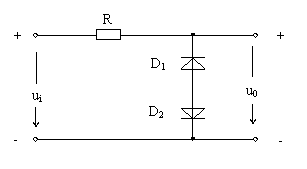 R
+ +
D₁
uᵢ u₀
D₂
- -